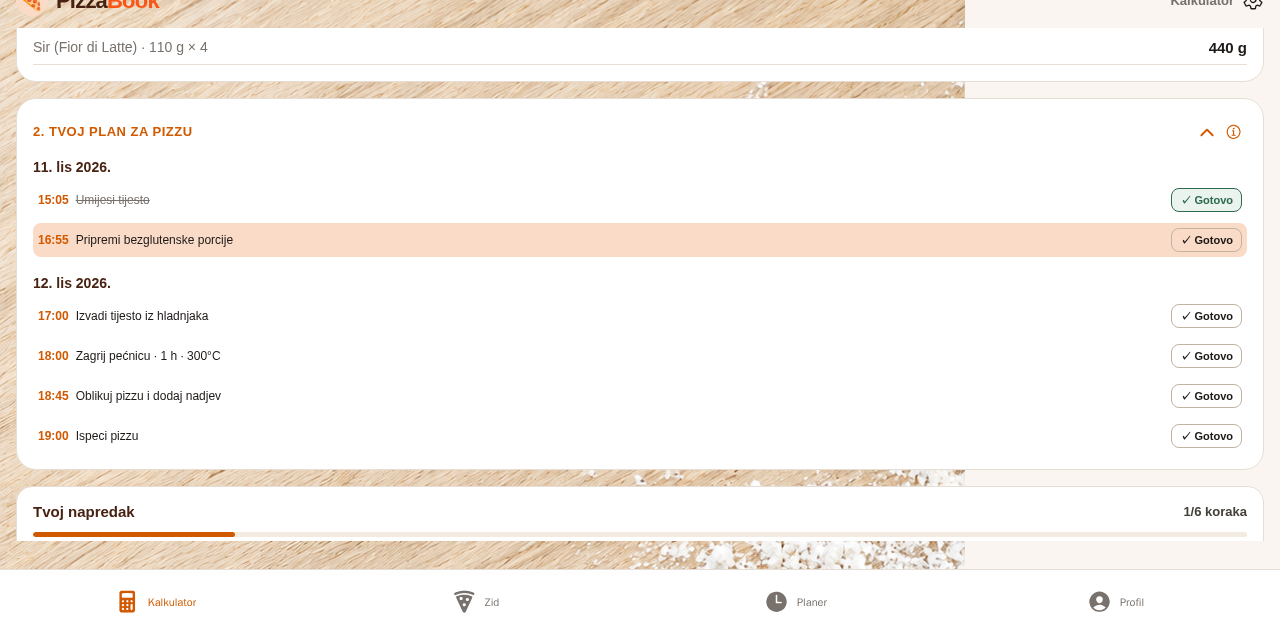 PizzaBook
Kalkulator
Sir (Fior di Latte) · 110 g × 4
440 g
2. TVOJ PLAN ZA PIZZU
11. lis 2026.
15:05 Umijesi tijesto ✓ Gotovo
16:55 Pripremi bezglutenske porcije ✓ Gotovo
12. lis 2026.
17:00 Izvadi tijesto iz hladnjaka ✓ Gotovo
18:00 Zagrij pećnicu · 1 h · 300°C ✓ Gotovo
18:45 Oblikuj pizzu i dodaj nadjev ✓ Gotovo
19:00 Ispeci pizzu ✓ Gotovo
Tvoj napredak
1/6 koraka
Kalkulator
Zid
Planer
Profil